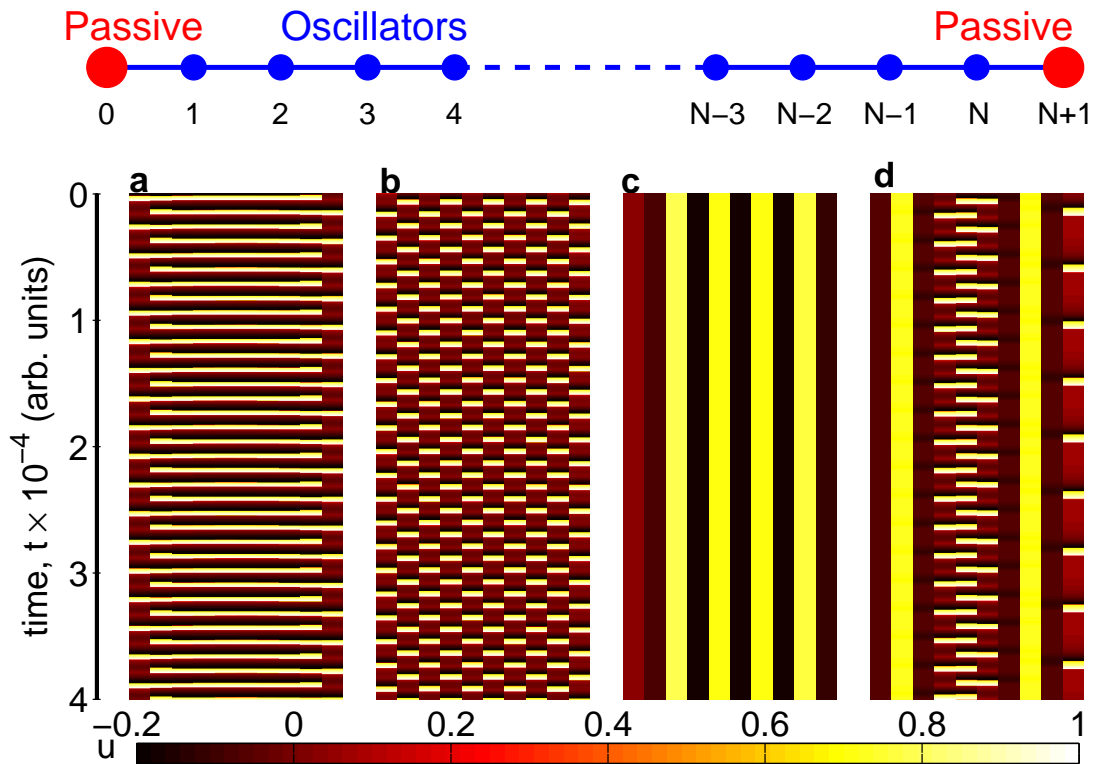 Passive Oscillators Passive
0 1 2 3 4 N−3 N−2 N−1 N N+1
a b c d
time, t × 10⁻⁴ (arb. units)
0
1
2
3
4
−0.2 0 0.2 0.4 0.6 0.8 1
u